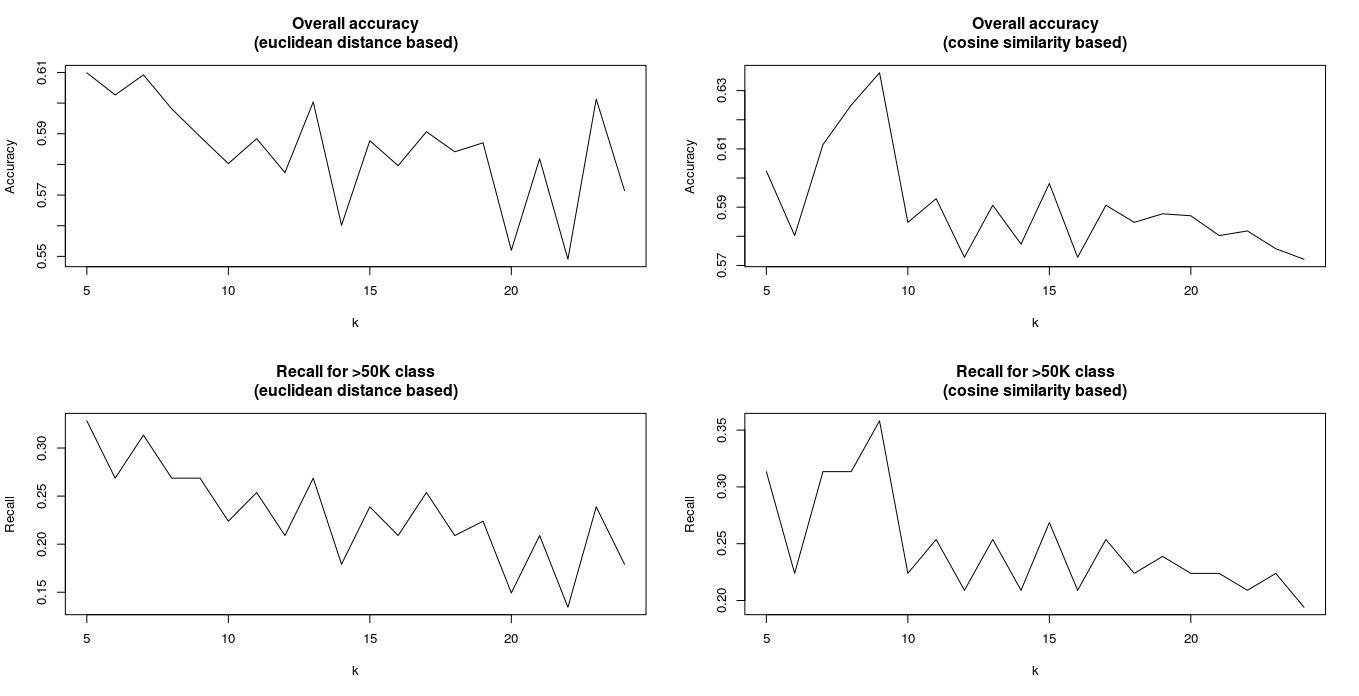 Overall accuracy
(euclidean distance based)
Accuracy
0.61
0.59
0.57
0.55
5 10 15 20
k
Overall accuracy
(cosine similarity based)
Accuracy
0.63
0.61
0.59
0.57
5 10 15 20
k
Recall for >50K class
(euclidean distance based)
Recall
0.30
0.25
0.20
0.15
5 10 15 20
k
Recall for >50K class
(cosine similarity based)
Recall
0.35
0.30
0.25
0.20
5 10 15 20
k